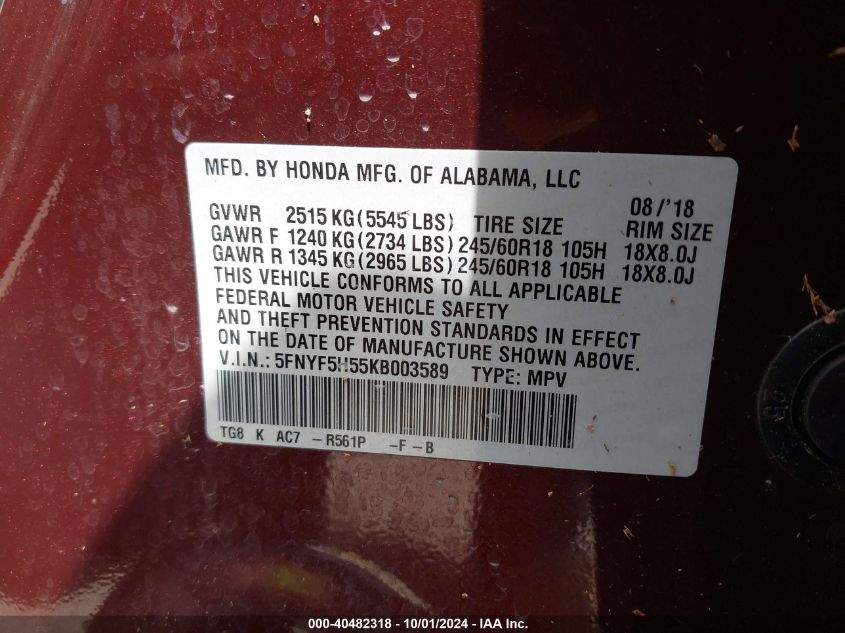 MFD. BY HONDA MFG. OF ALABAMA, LLC
08/'18
GVWR 2515 KG(5545 LBS) TIRE SIZE RIM SIZE
GAWR F 1240 KG(2734 LBS) 245/60R18 105H 18X8.0J
GAWR R 1345 KG(2965 LBS) 245/60R18 105H 18X8.0J
THIS VEHICLE CONFORMS TO ALL APPLICABLE
FEDERAL MOTOR VEHICLE SAFETY
AND THEFT PREVENTION STANDARDS IN EFFECT
ON THE DATE OF MANUFACTURE SHOWN ABOVE.
V.I.N.: 5FNYF5H55KB003589 TYPE: MPV
TG8 K AC7 -R561P -F-B
25
000-40482318 - 10/01/2024 - IAAI Inc.